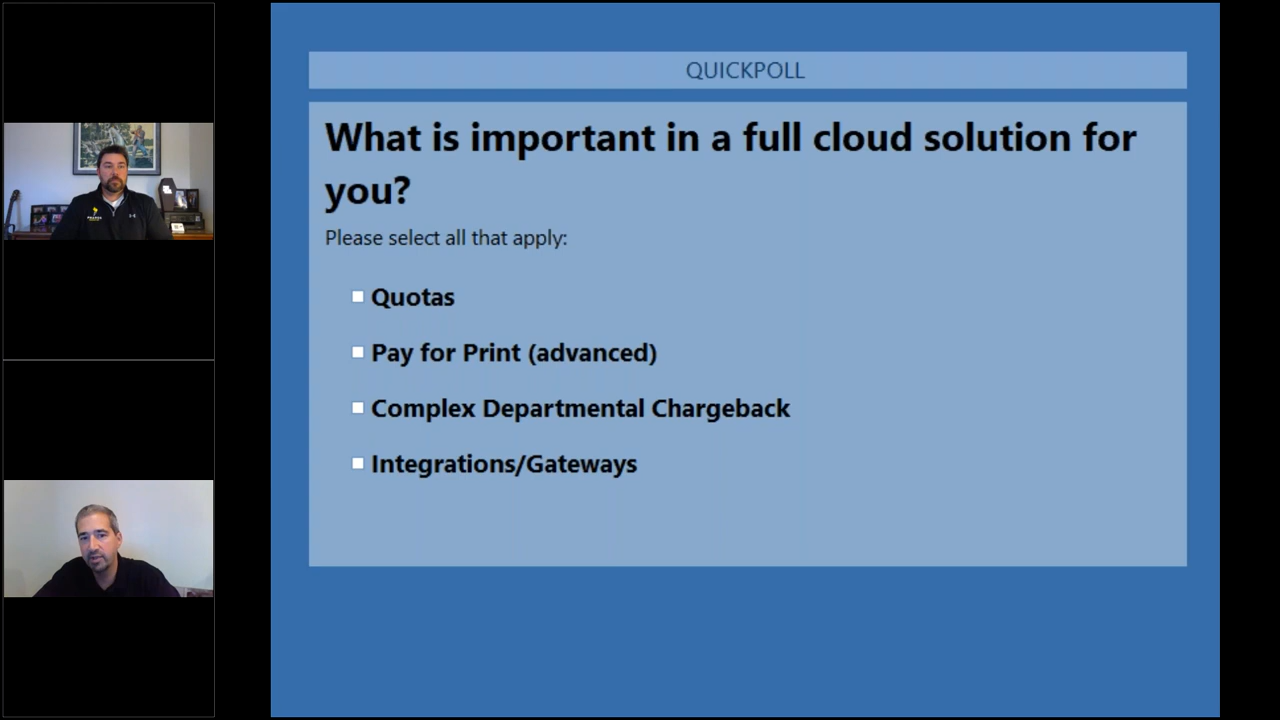 QUICKPOLL
What is important in a full cloud solution for
you?
Please select all that apply:
Quotas
Pay for Print (advanced)
Complex Departmental Chargeback
Integrations/Gateways